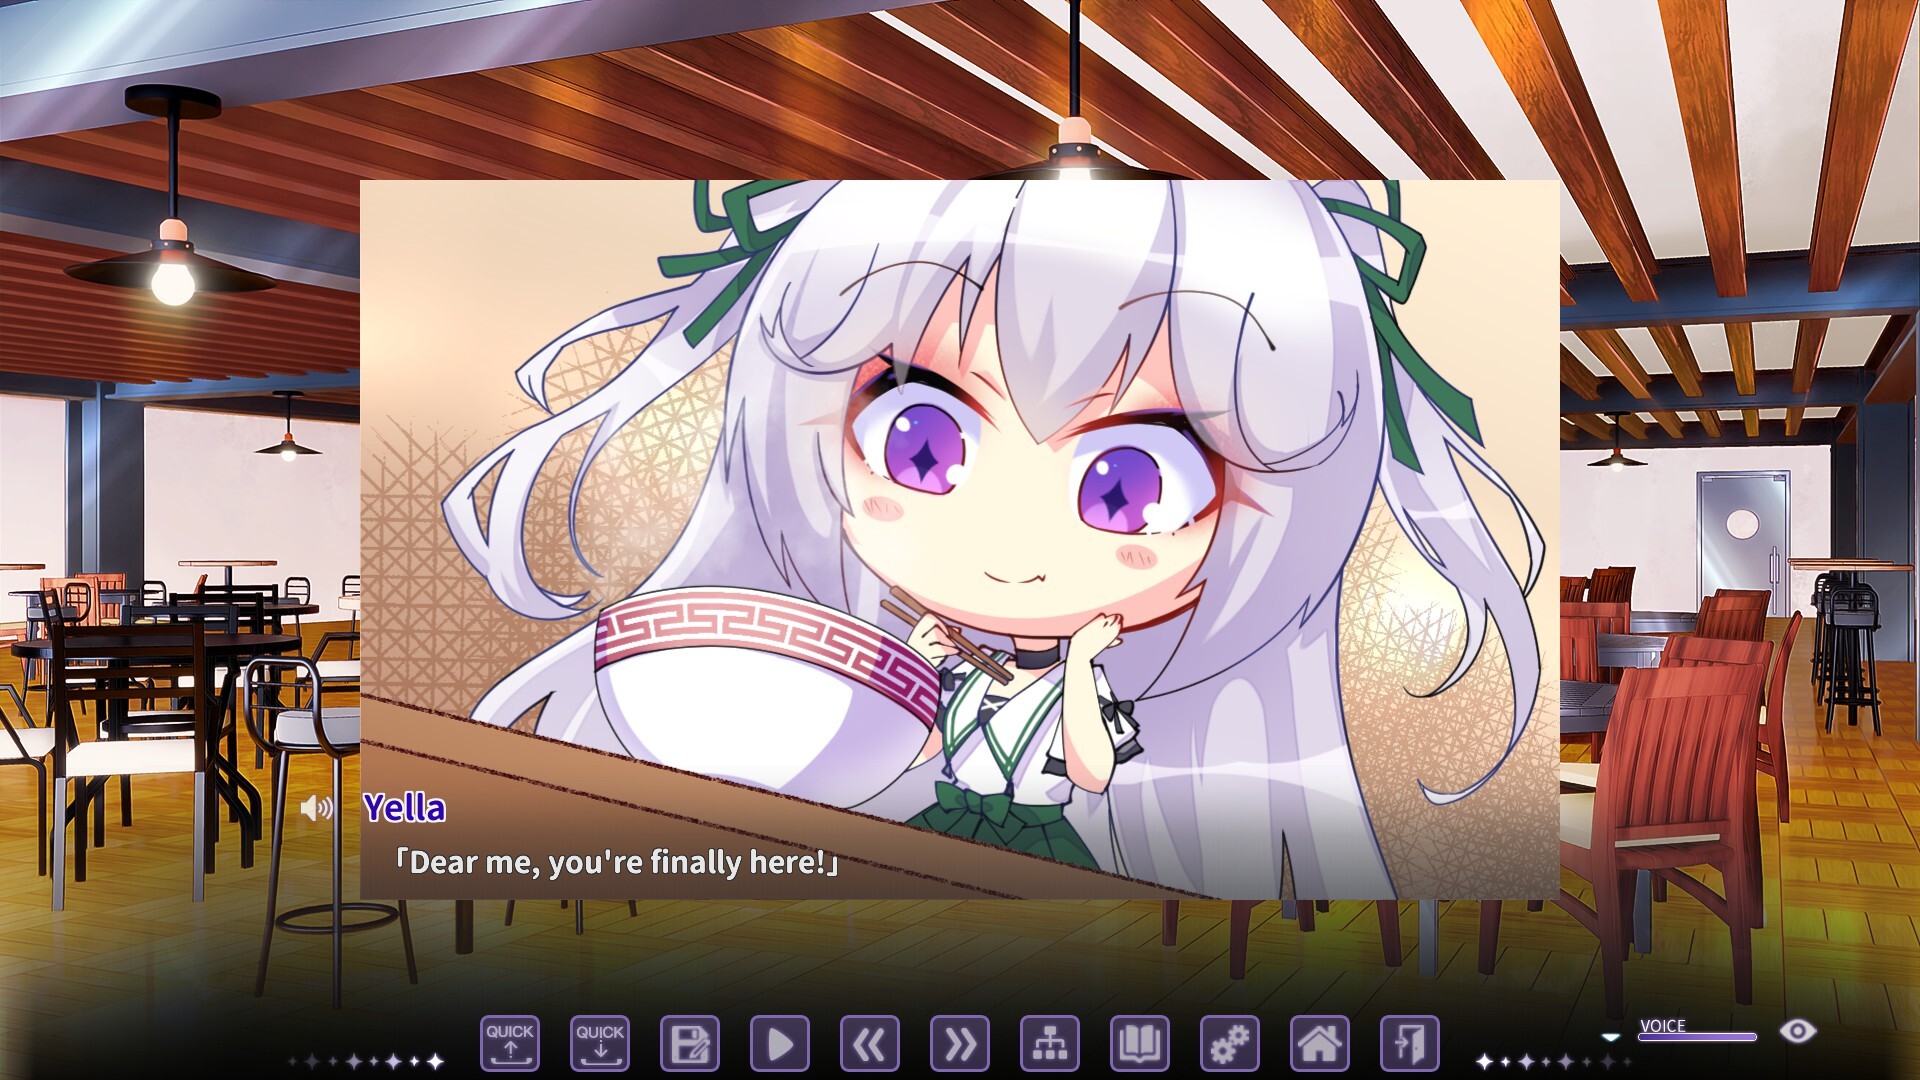 Yella
「Dear me, you're finally here!」
QUICK
QUICK
VOICE